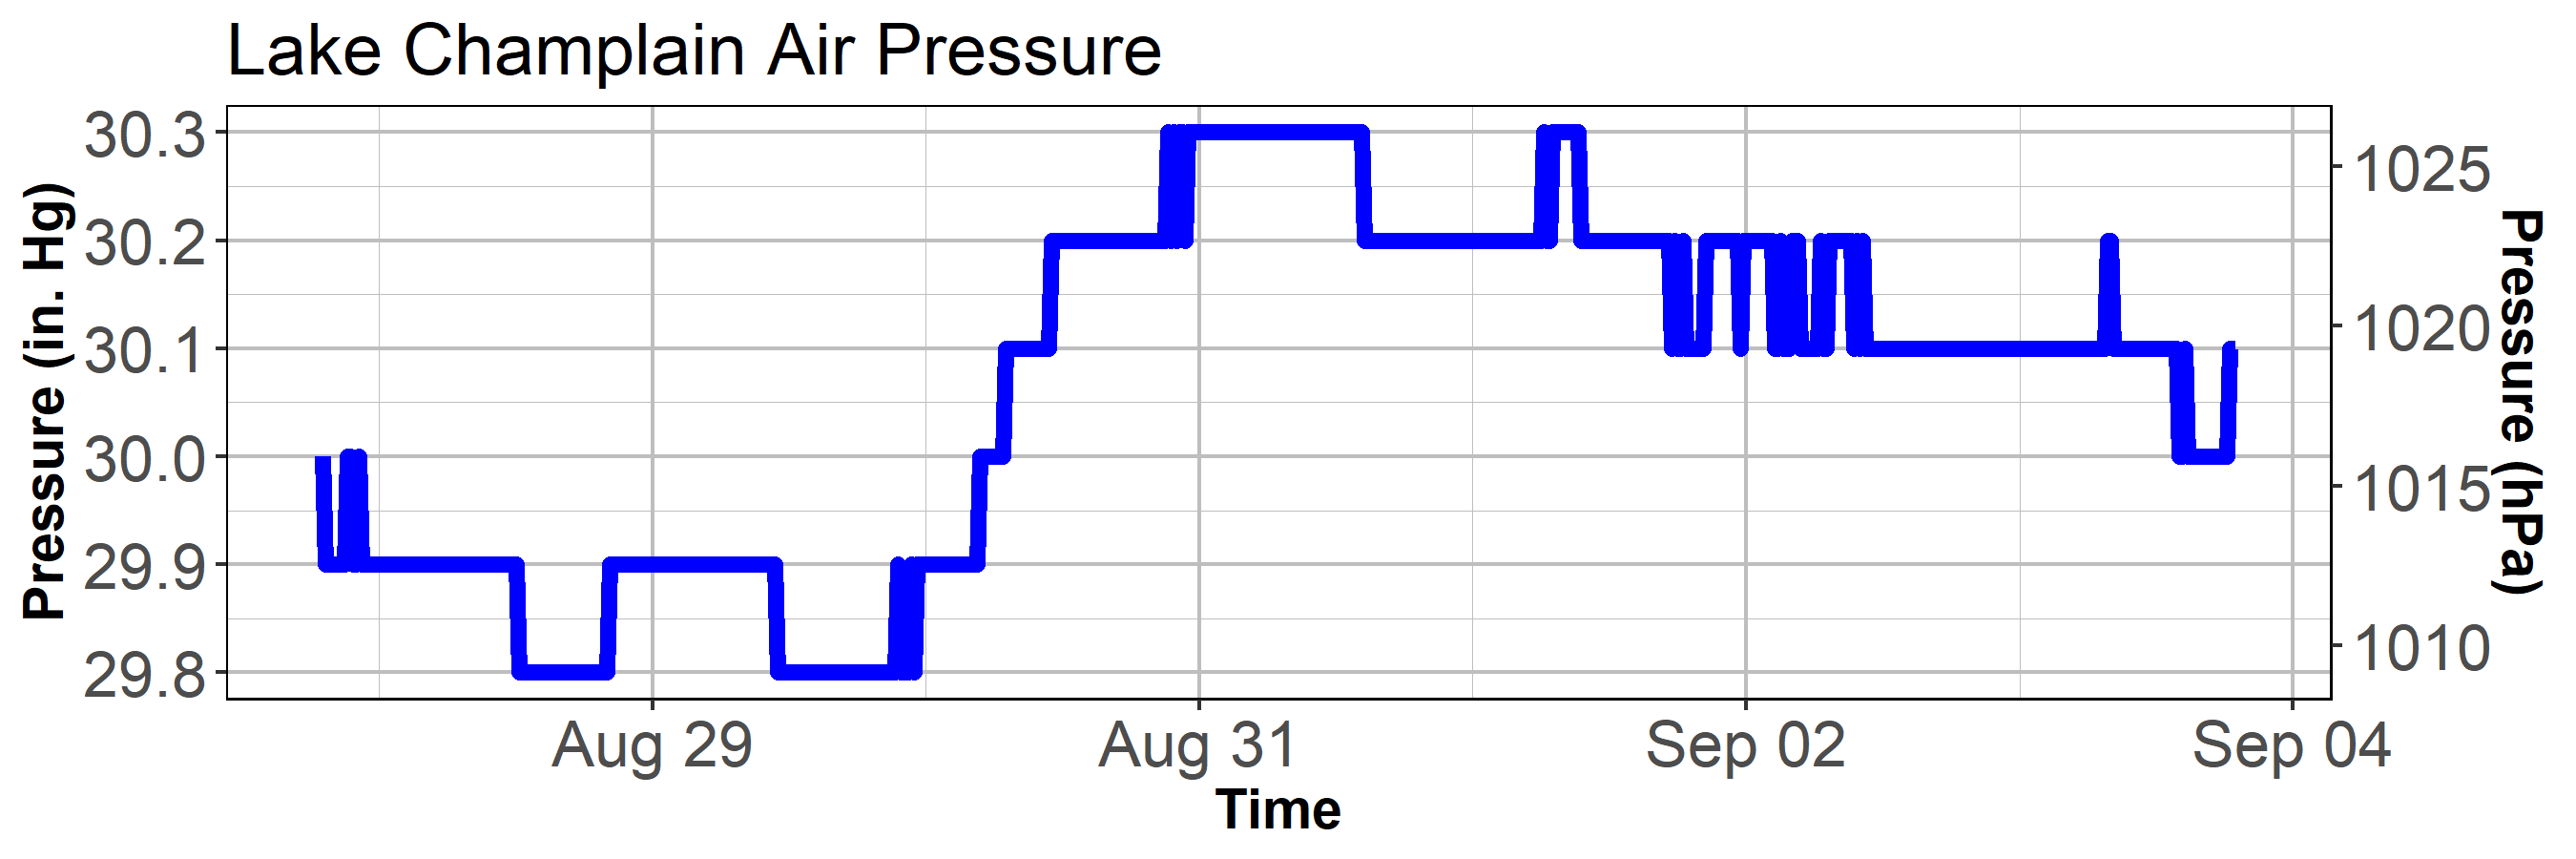 Lake Champlain Air Pressure
Pressure (in. Hg)
30.3
30.2
30.1
30.0
29.9
29.8
1025
1020
1015
1010
Pressure (hPa)
Aug 29 Aug 31 Sep 02 Sep 04
Time